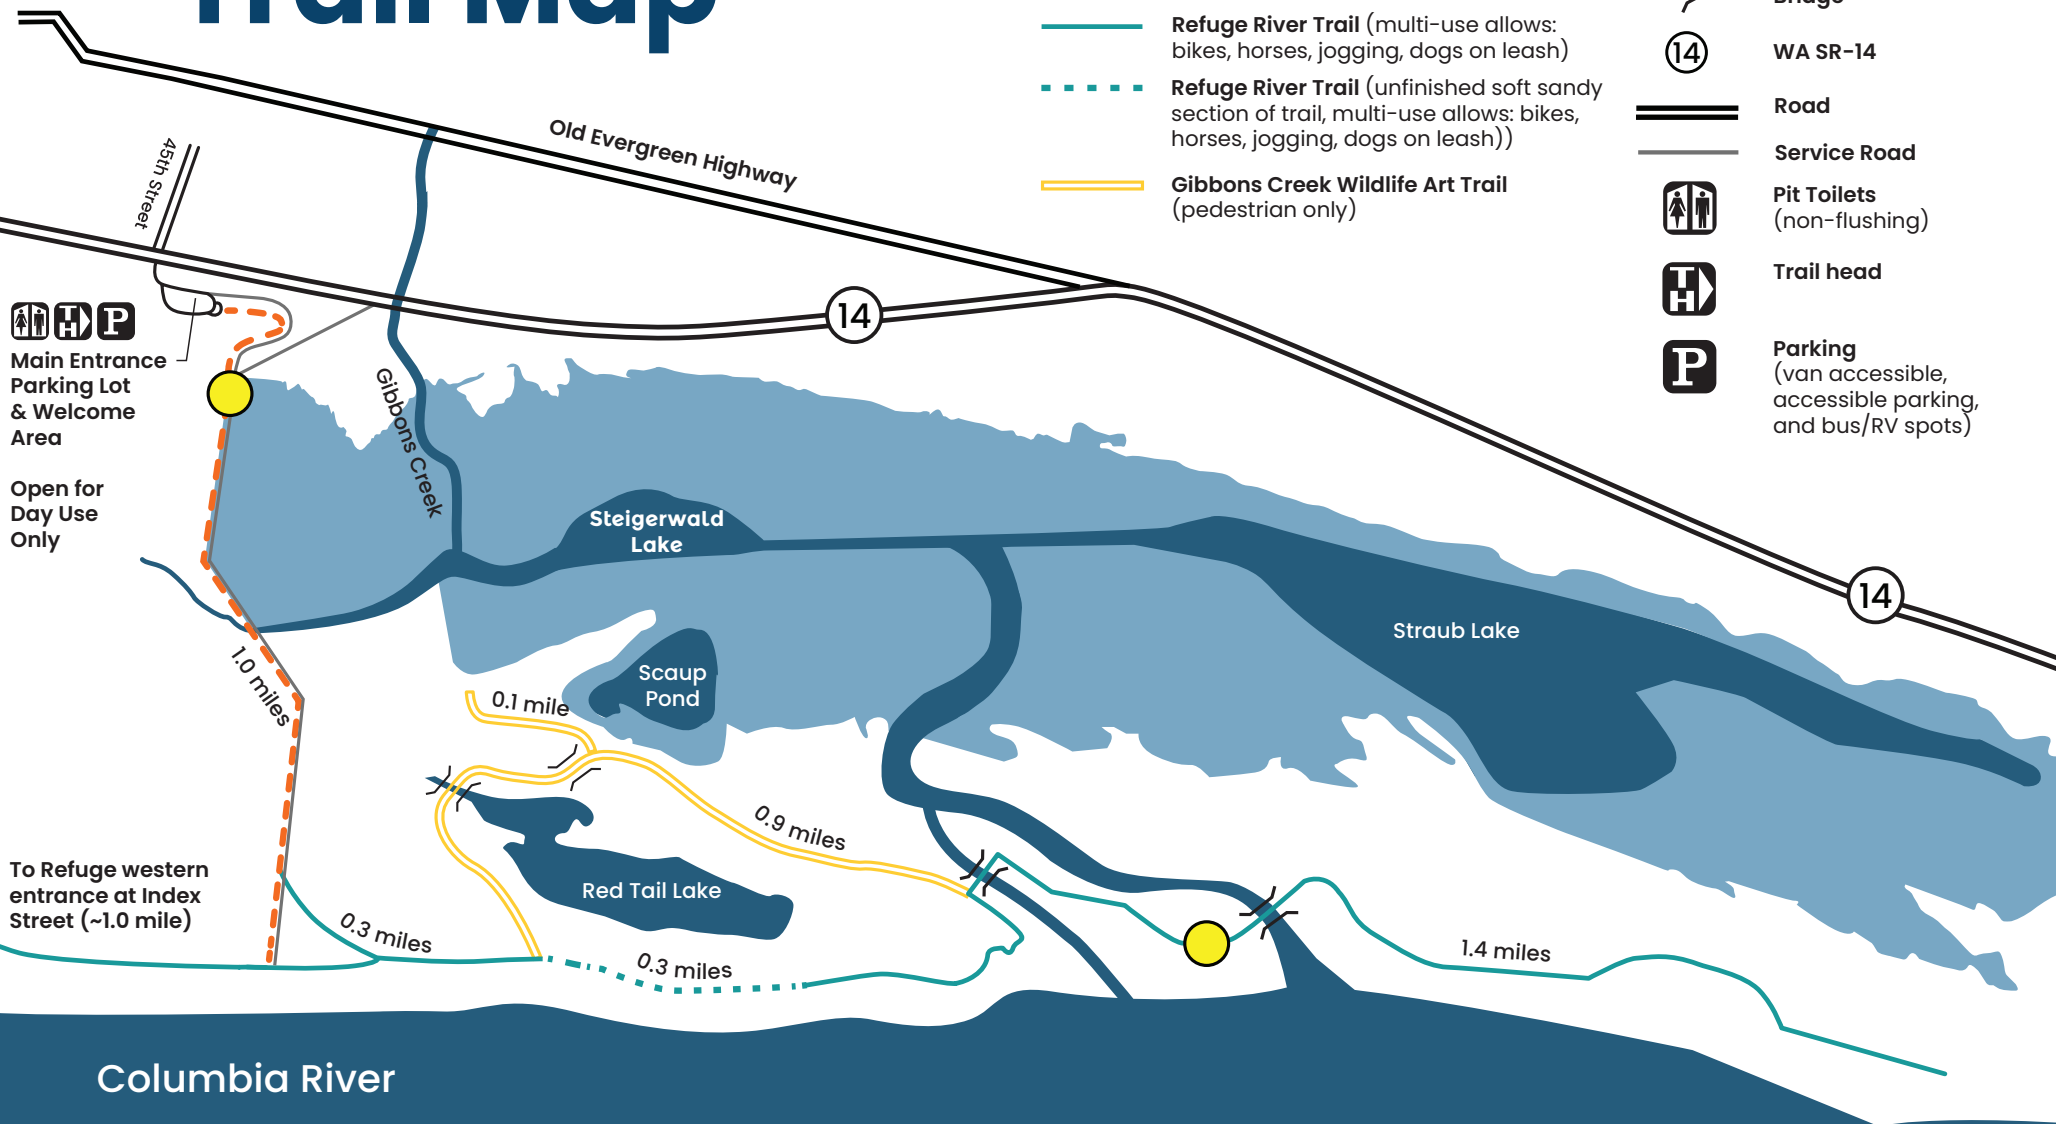 Trail Map
Refuge River Trail (multi-use allows:
bikes, horses, jogging, dogs on leash)
Refuge River Trail (unfinished soft sandy
section of trail, multi-use allows: bikes,
horses, jogging, dogs on leash))
Gibbons Creek Wildlife Art Trail
(pedestrian only)
Bridge
14
WA SR-14
Road
Service Road
Pit Toilets
(non-flushing)
TH
Trail head
P
Parking
(van accessible,
accessible parking,
and bus/RV spots)
Old Evergreen Highway
45th Street
14
14
TH
P
Main Entrance
Parking Lot
& Welcome
Area
Open for
Day Use
Only
Gibbons Creek
Steigerwald
Lake
Straub Lake
Scaup
Pond
1.0 miles
0.1 mile
0.9 miles
Red Tail Lake
To Refuge western
entrance at Index
Street (~1.0 mile)
0.3 miles
0.3 miles
1.4 miles
Columbia River